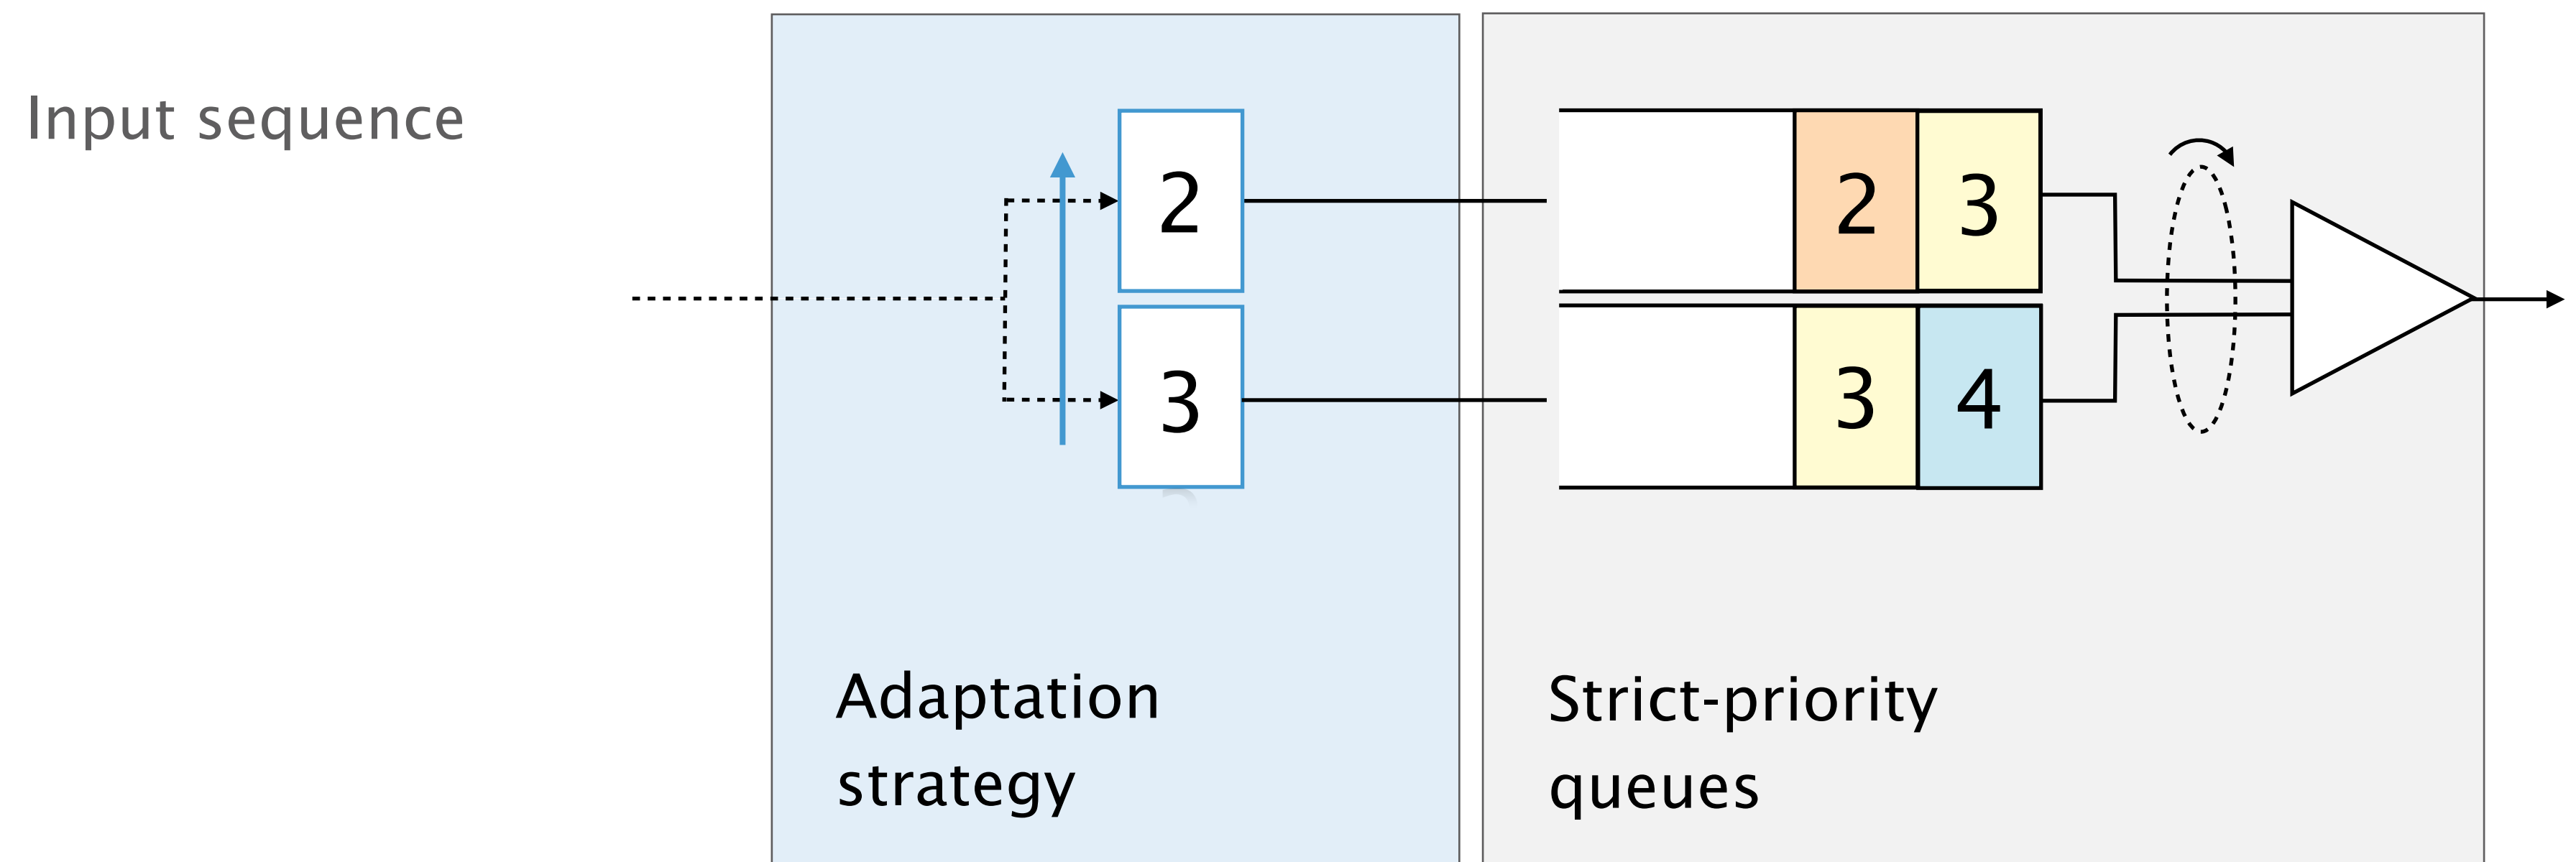 Input sequence
2
2 3
3
3 4
Adaptation
strategy
Strict-priority
queues